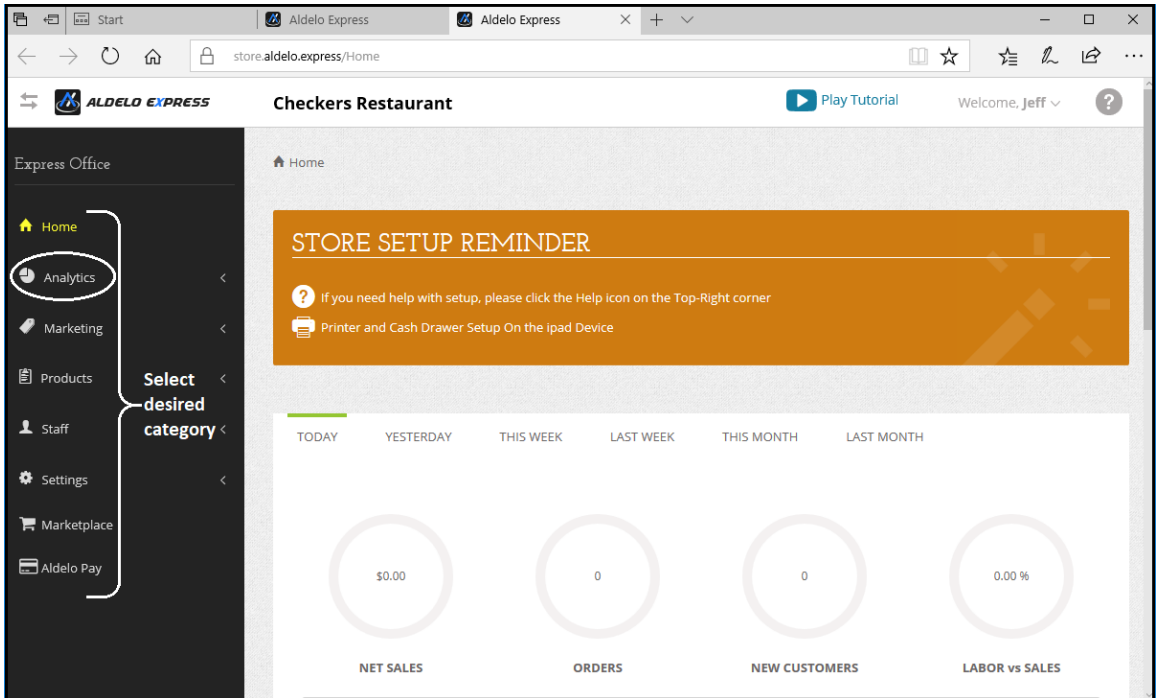 Start
Aldelo Express
Aldelo Express
store.aldelo.express/Home
ALDELO EXPRESS
Checkers Restaurant
Play Tutorial
Welcome, Jeff
?
Express Office
Home
Home
Analytics
Marketing
Products
Staff
Settings
Marketplace
Aldelo Pay
Select
desired
category
STORE SETUP REMINDER
? If you need help with setup, please click the Help icon on the Top-Right corner
Printer and Cash Drawer Setup On the ipad Device
TODAY YESTERDAY THIS WEEK LAST WEEK THIS MONTH LAST MONTH
$0.00 0 0 0.00 %
NET SALES ORDERS NEW CUSTOMERS LABOR vs SALES